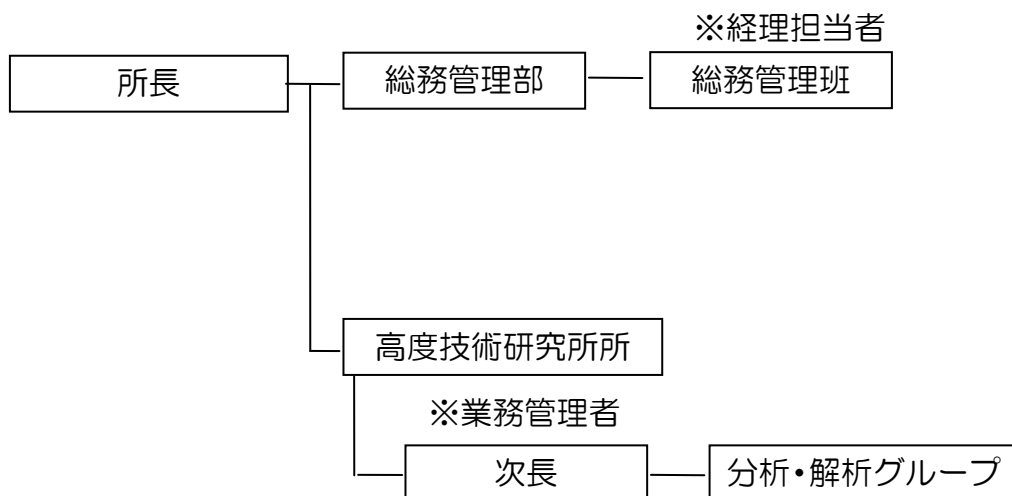 ※経理担当者
所長
総務管理部
総務管理班
高度技術研究所所
※業務管理者
次長
分析・解析グループ